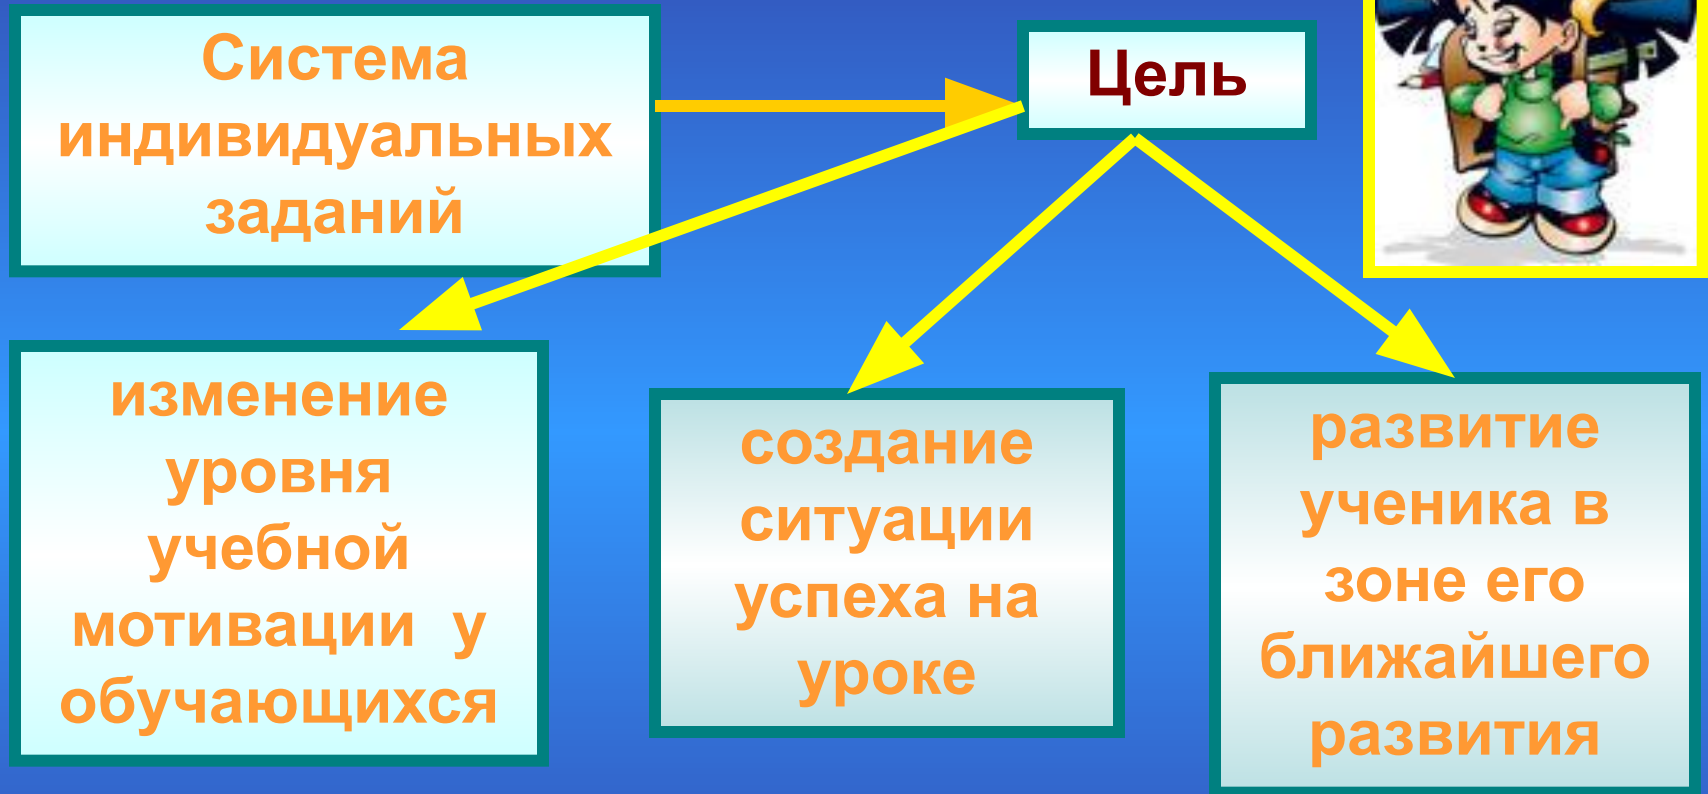 Система
индивидуальных
заданий
Цель
изменение
уровня
учебной
мотивации у
обучающихся
создание
ситуации
успеха на
уроке
развитие
ученика в
зоне его
ближайшего
развития